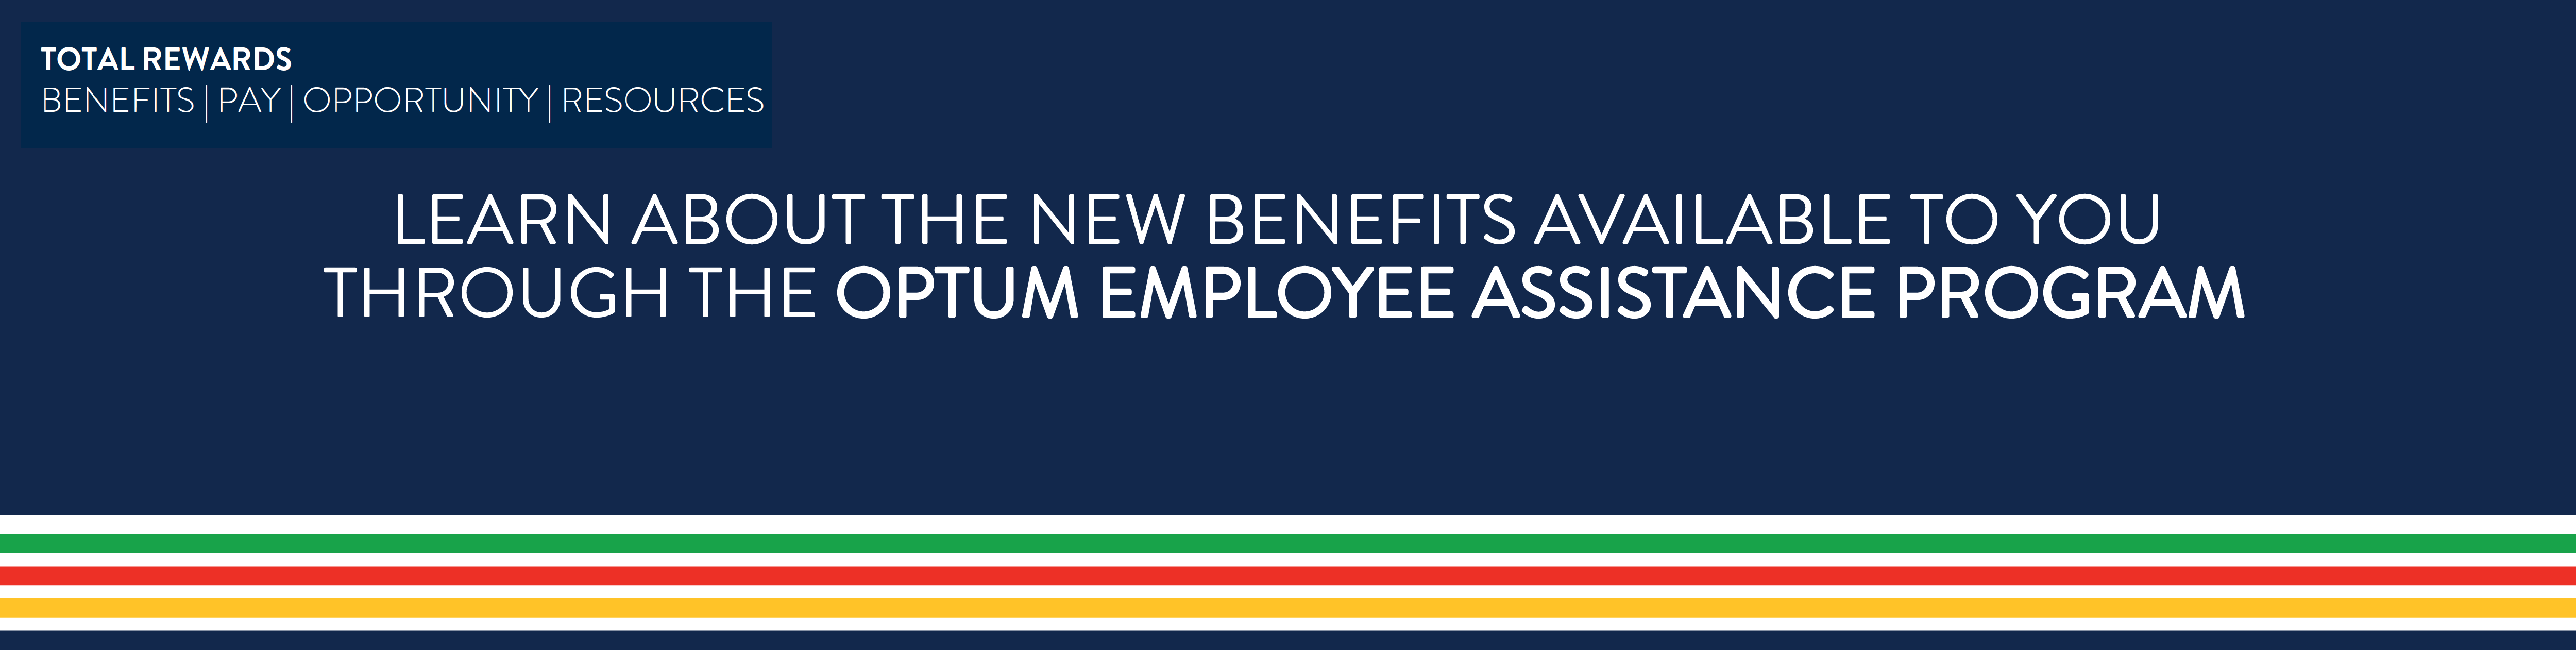 TOTAL REWARDS
BENEFITS | PAY | OPPORTUNITY | RESOURCES
LEARN ABOUT THE NEW BENEFITS AVAILABLE TO YOU
THROUGH THE OPTUM EMPLOYEE ASSISTANCE PROGRAM